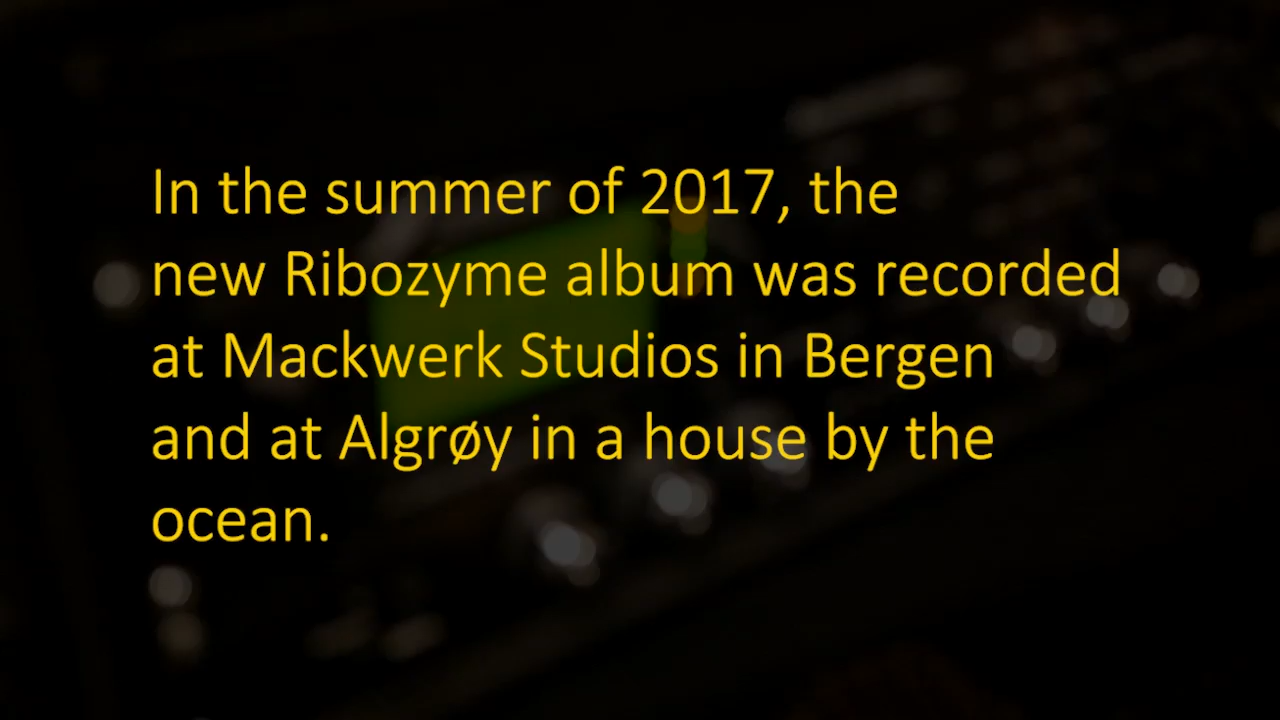 In the summer of 2017, the
new Ribozyme album was recorded
at Mackwerk Studios in Bergen
and at Algrøy in a house by the
ocean.